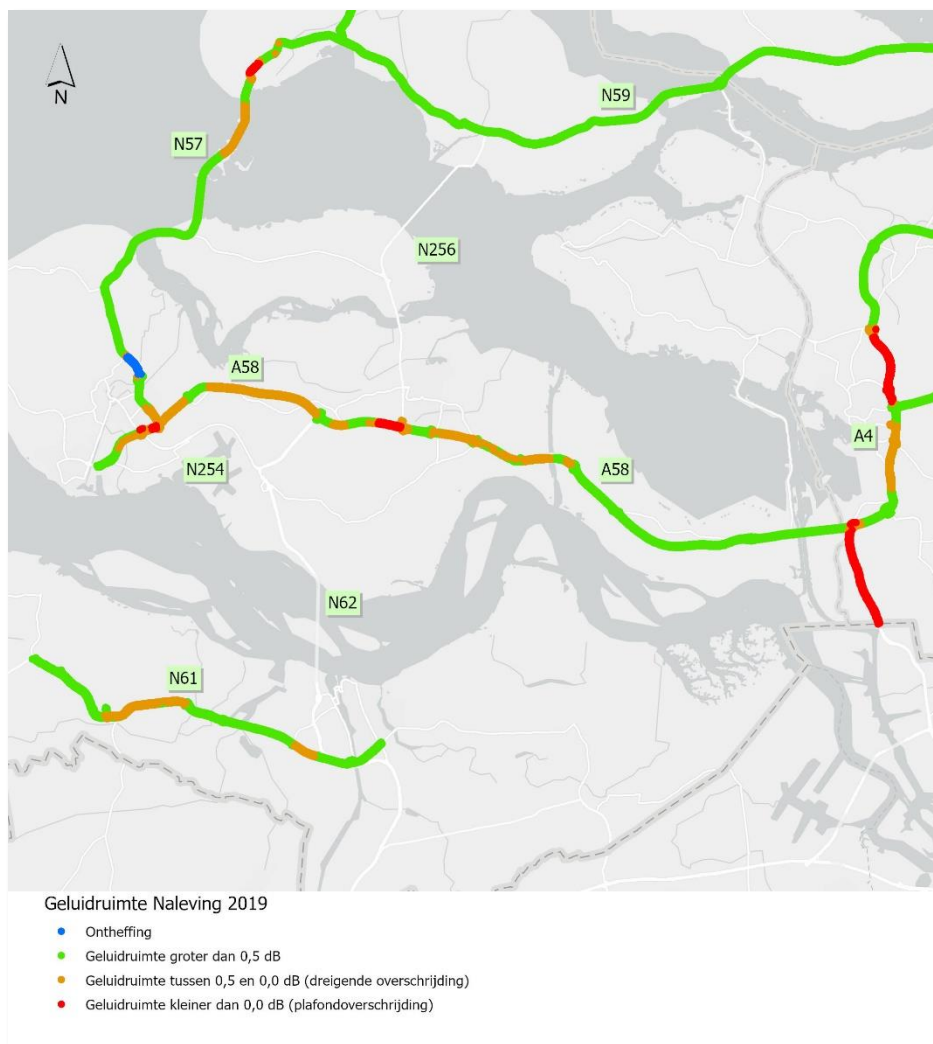 N
N59
N57
N256
A58
A4
N254
A58
N62
N61
Geluidruimte Naleving 2019
Ontheffing
Geluidruimte groter dan 0,5 dB
Geluidruimte tussen 0,5 en 0,0 dB (dreigende overschrijding)
Geluidruimte kleiner dan 0,0 dB (plafondoverschrijding)